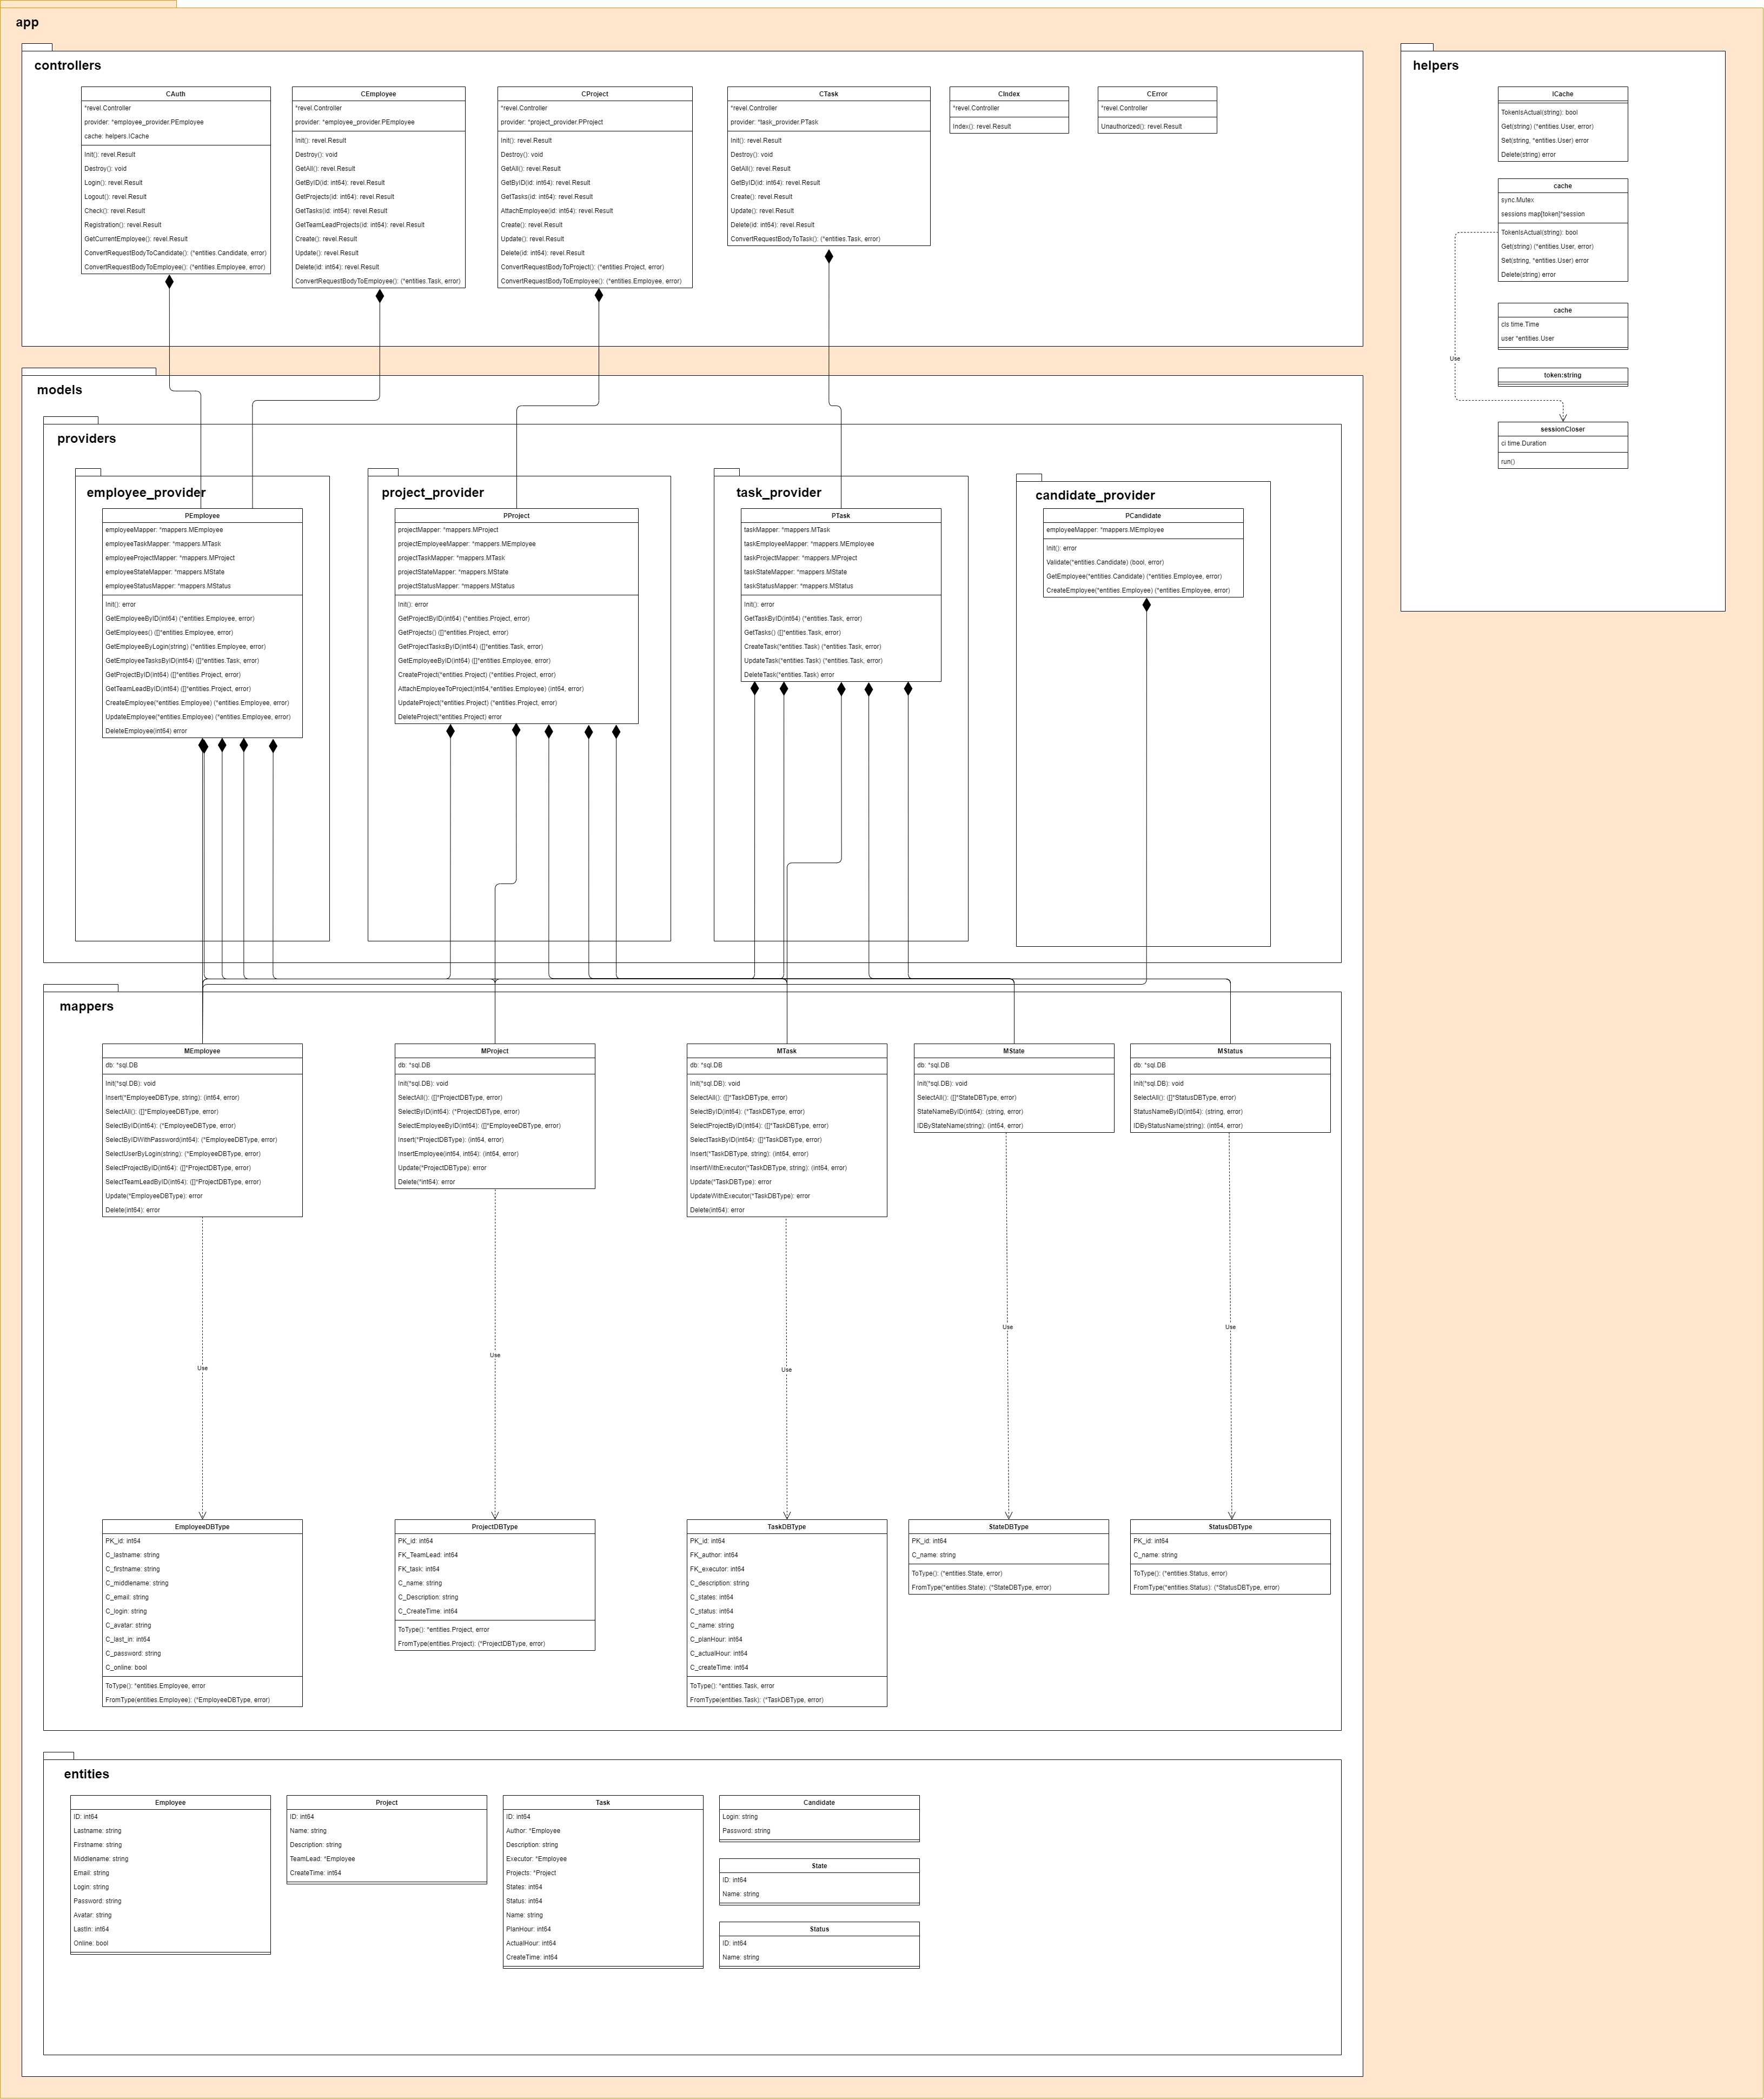 app
controllers
CAuth
*revel.Controller
provider: *employee_provider.PEmployee
cache: helpers.ICache
Init(): revel.Result
Destroy(): void
Login(): revel.Result
Logout(): revel.Result
Check(): revel.Result
Registration(): revel.Result
GetCurrentEmployee(): revel.Result
ConvertRequestBodyToCandidate(): (*entities.Candidate, error)
ConvertRequestBodyToEmployee(): (*entities.Employee, error)
CEmployee
*revel.Controller
provider: *employee_provider.PEmployee
Init(): revel.Result
Destroy(): void
GetAll(): revel.Result
GetByID(id: int64): revel.Result
GetProjects(id: int64): revel.Result
GetTasks(id: int64): revel.Result
GetTeamLeadProjects(id: int64): revel.Result
Create(): revel.Result
Update(): revel.Result
Delete(id: int64): revel.Result
ConvertRequestBodyToEmployee(): (*entities.Task, error)
CProject
*revel.Controller
provider: *project_provider.PProject
Init(): revel.Result
Destroy(): void
GetAll(): revel.Result
GetByID(id: int64): revel.Result
GetTasks(id: int64): revel.Result
AttachEmployee(id: int64): revel.Result
Create(): revel.Result
Update(): revel.Result
Delete(id: int64): revel.Result
ConvertRequestBodyToProject(): (*entities.Project, error)
ConvertRequestBodyToEmployee(): (*entities.Employee, error)
CTask
*revel.Controller
provider: *task_provider.PTask
Init(): revel.Result
Destroy(): void
GetAll(): revel.Result
GetByID(id: int64): revel.Result
Create(): revel.Result
Update(): revel.Result
Delete(id: int64): revel.Result
ConvertRequestBodyToTask(): (*entities.Task, error)
CIndex
*revel.Controller
Index(): revel.Result
CError
*revel.Controller
Unauthorized(): revel.Result
helpers
ICache
TokenIsActual(string): bool
Get(string) (*entities.User, error)
Set(string, *entities.User) error
Delete(string) error
cache
sync.Mutex
sessions map[token]*session
TokenIsActual(string): bool
Get(string) (*entities.User, error)
Set(string, *entities.User) error
Delete(string) error
cache
cls time.Time
user *entities.User
Use
token:string
sessionCloser
ci time.Duration
run()
models
providers
employee_provider
PEmployee
employeeMapper: *mappers.MEmployee
employeeTaskMapper: *mappers.MTask
employeeProjectMapper: *mappers.MProject
employeeStateMapper: *mappers.MState
employeeStatusMapper: *mappers.MStatus
Init(): error
GetEmployeeByID(int64) (*entities.Employee, error)
GetEmployees() ([]*entities.Employee, error)
GetEmployeeByLogin(string) (*entities.Employee, error)
GetEmployeeTasksByID(int64) ([]*entities.Task, error)
GetProjectByID(int64) ([]*entities.Project, error)
GetTeamLeadByID(int64) ([]*entities.Project, error)
CreateEmployee(*entities.Employee) (*entities.Employee, error)
UpdateEmployee(*entities.Employee) (*entities.Employee, error)
DeleteEmployee(int64) error
project_provider
PProject
projectMapper: *mappers.MProject
projectEmployeeMapper: *mappers.MEmployee
projectTaskMapper: *mappers.MTask
projectStateMapper: *mappers.MState
projectStatusMapper: *mappers.MStatus
Init(): error
GetProjectByID(int64) (*entities.Project, error)
GetProjects() ([]*entities.Project, error)
GetProjectTasksByID(int64) ([]*entities.Task, error)
GetEmployeeByID(int64) ([]*entities.Employee, error)
CreateProject(*entities.Project) (*entities.Project, error)
AttachEmployeeToProject(int64,*entities.Employee) (int64, error)
UpdateProject(*entities.Project) (*entities.Project, error)
DeleteProject(*entities.Project) error
task_provider
PTask
taskMapper: *mappers.MTask
taskEmployeeMapper: *mappers.MEmployee
taskProjectMapper: *mappers.MProject
taskStateMapper: *mappers.MState
taskStatusMapper: *mappers.MStatus
Init(): error
GetTaskByID(int64) (*entities.Task, error)
GetTasks() ([]*entities.Task, error)
CreateTask(*entities.Task) (*entities.Task, error)
UpdateTask(*entities.Task) (*entities.Task, error)
DeleteTask(*entities.Task) error
candidate_provider
PCandidate
employeeMapper: *mappers.MEmployee
Init(): error
Validate(*entities.Candidate) (bool, error)
GetEmployee(*entities.Candidate) (*entities.Employee, error)
CreateEmployee(*entities.Employee) (*entities.Employee, error)
mappers
MEmployee
db: *sql.DB
Init(*sql.DB): void
Insert(*EmployeeDBType, string): (int64, error)
SelectAll(): ([]*EmployeeDBType, error)
SelectByID(int64): (*EmployeeDBType, error)
SelectByIDWithPassword(int64): (*EmployeeDBType, error)
SelectUserByLogin(string): (*EmployeeDBType, error)
SelectProjectByID(int64): ([]*ProjectDBType, error)
SelectTeamLeadByID(int64): ([]*ProjectDBType, error)
Update(*EmployeeDBType): error
Delete(int64): error
MProject
db: *sql.DB
Init(*sql.DB): void
SelectAll(): ([]*ProjectDBType, error)
SelectByID(int64): (*ProjectDBType, error)
SelectEmployeeByID(int64): ([]*EmployeeDBType, error)
Insert(*ProjectDBType): (int64, error)
InsertEmployee(int64, int64): (int64, error)
Update(*ProjectDBType): error
Delete(*int64): error
MTask
db: *sql.DB
Init(*sql.DB): void
SelectAll(): ([]*TaskDBType, error)
SelectByID(int64): (*TaskDBType, error)
SelectProjectByID(int64): ([]*TaskDBType, error)
SelectTaskByID(int64): ([]*TaskDBType, error)
Insert(*TaskDBType, string): (int64, error)
InsertWithExecutor(*TaskDBType, string): (int64, error)
Update(*TaskDBType): error
UpdateWithExecutor(*TaskDBType): error
Delete(int64): error
MState
db: *sql.DB
Init(*sql.DB): void
SelectAll(): ([]*StateDBType, error)
StateNameByID(int64): (string, error)
IDByStateName(string): (int64, error)
MStatus
db: *sql.DB
Init(*sql.DB): void
SelectAll(): ([]*StatusDBType, error)
StatusNameByID(int64): (string, error)
IDByStatusName(string): (int64, error)
Use
Use
Use
Use
Use
EmployeeDBType
PK_id: int64
C_lastname: string
C_firstname: string
C_middlename: string
C_email: string
C_login: string
C_avatar: string
C_last_in: int64
C_password: string
C_online: bool
ToType(): *entities.Employee, error
FromType(entities.Employee): (*EmployeeDBType, error)
ProjectDBType
PK_id: int64
FK_TeamLead: int64
FK_task: int64
C_name: string
C_Description: string
C_CreateTime: int64
ToType(): *entities.Project, error
FromType(entities.Project): (*ProjectDBType, error)
TaskDBType
PK_id: int64
FK_author: int64
FK_executor: int64
C_description: string
C_states: int64
C_status: int64
C_name: string
C_planHour: int64
C_actualHour: int64
C_createTime: int64
ToType(): *entities.Task, error
FromType(entities.Task): (*TaskDBType, error)
StateDBType
PK_id: int64
C_name: string
ToType(): (*entities.State, error)
FromType(*entities.State): (*StateDBType, error)
StatusDBType
PK_id: int64
C_name: string
ToType(): (*entities.Status, error)
FromType(*entities.Status): (*StatusDBType, error)
entities
Employee
ID: int64
Lastname: string
Firstname: string
Middlename: string
Email: string
Login: string
Password: string
Avatar: string
LastIn: int64
Online: bool
Project
ID: int64
Name: string
Description: string
TeamLead: *Employee
CreateTime: int64
Task
ID: int64
Author: *Employee
Description: string
Executor: *Employee
Projects: *Project
States: int64
Status: int64
Name: string
PlanHour: int64
ActualHour: int64
CreateTime: int64
Candidate
Login: string
Password: string
State
ID: int64
Name: string
Status
ID: int64
Name: string